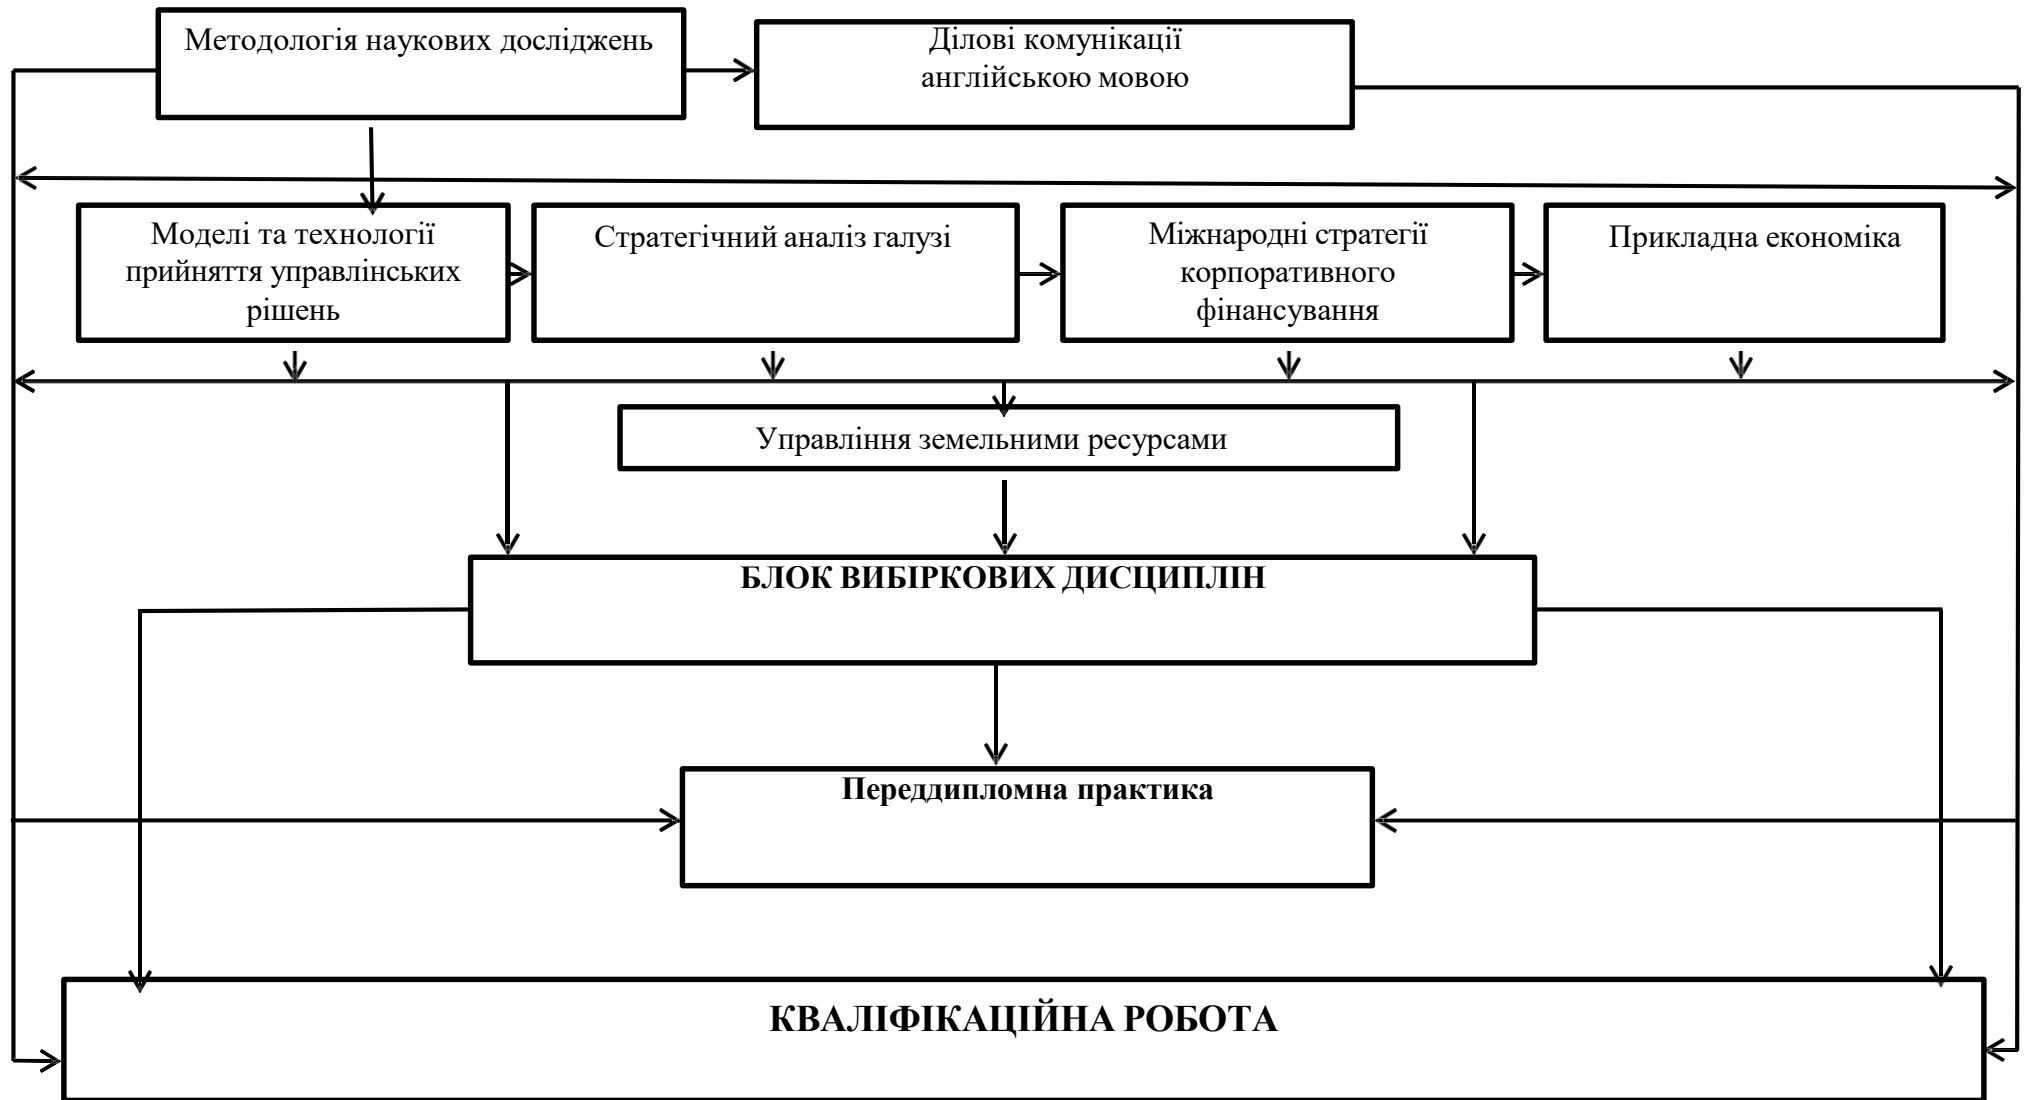 Методологія наукових досліджень
Ділові комунікації
англійською мовою
Моделі та технології
прийняття управлінських
рішень
Стратегічний аналіз галузі
Міжнародні стратегії
корпоративного
фінансування
Прикладна економіка
Управління земельними ресурсами
БЛОК ВИБІРКОВИХ ДИСЦИПЛІН
Переддипломна практика
КВАЛІФІКАЦІЙНА РОБОТА